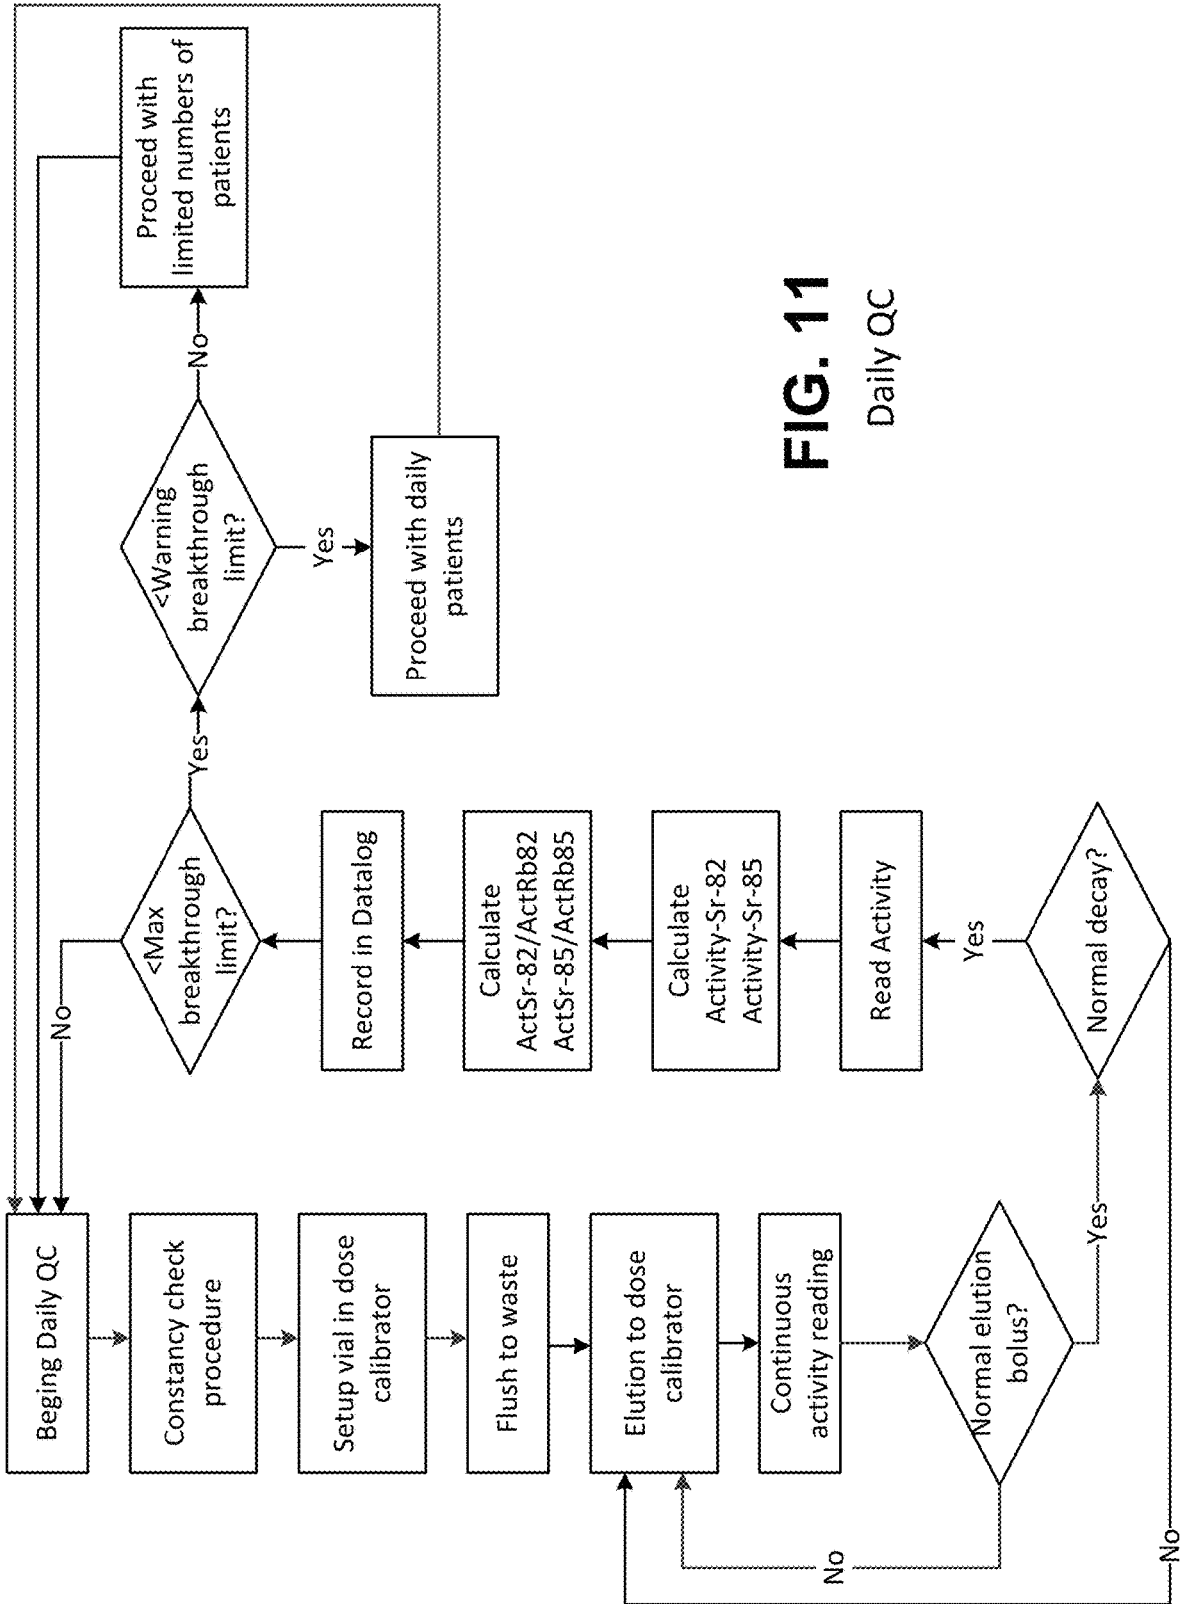 Beging Daily QC
Constancy check
procedure
Setup vial in dose
calibrator
Flush to waste
Elution to dose
calibrator
Continuous
activity reading
Normal elution
bolus?
No
Yes
Normal decay?
No
Yes
Read Activity
Calculate
Activity-Sr-82
Activity-Sr-85
Calculate
ActSr-82/ActRb82
ActSr-85/ActRb85
Record in Datalog
<Max
breakthrough
limit?
No
Yes
<Warning
breakthrough
limit?
No
Yes
Proceed with
limited numbers of
patients
Proceed with daily
patients
FIG. 11
Daily QC